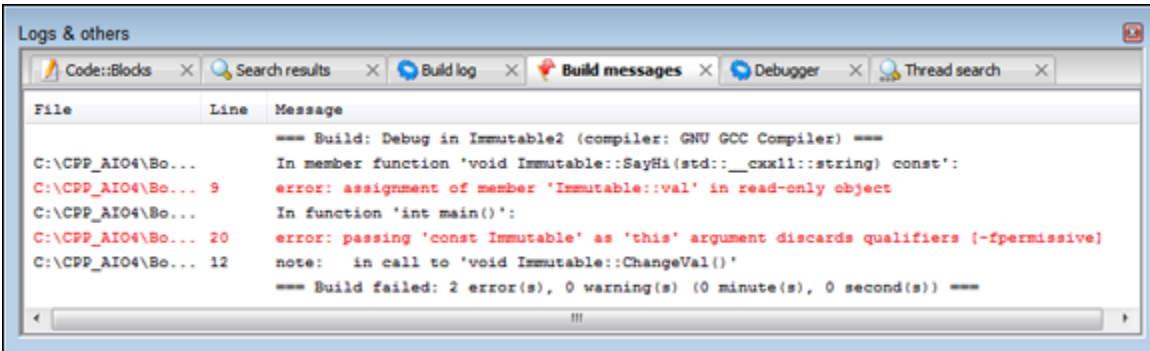 Logs & others
Code::Blocks Search results Build log Build messages Debugger Thread search
File Line Message
=== Build: Debug in Immutable2 (compiler: GNU GCC Compiler) ===
C:\CPP_AIO4\Bo... In member function 'void Immutable::SayHi(std::__cxx11::string) const':
C:\CPP_AIO4\Bo... 9 error: assignment of member 'Immutable::val' in read-only object
C:\CPP_AIO4\Bo... In function 'int main()':
C:\CPP_AIO4\Bo... 20 error: passing 'const Immutable' as 'this' argument discards qualifiers [-fpermissive]
C:\CPP_AIO4\Bo... 12 note: in call to 'void Immutable::ChangeVal()'
=== Build failed: 2 error(s), 0 warning(s) (0 minute(s), 0 second(s)) ===